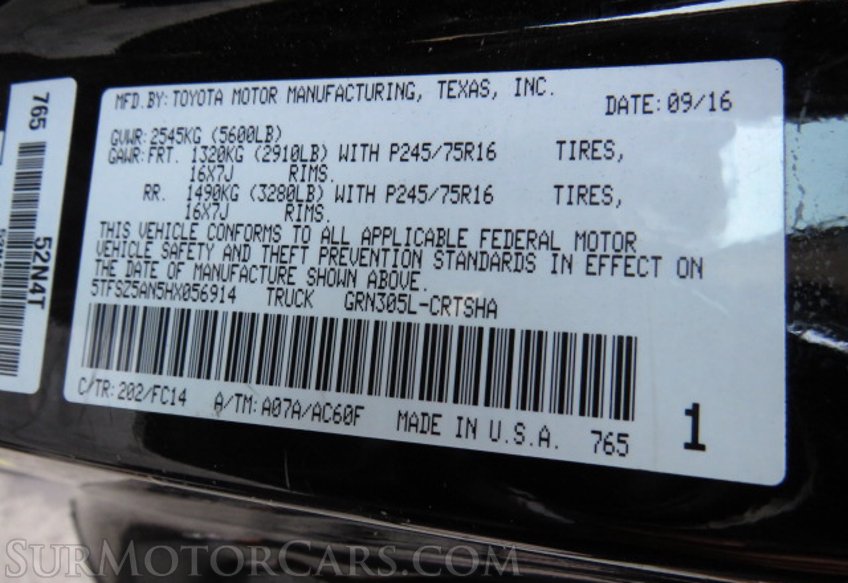 765
52N4T
MFD.BY:TOYOTA MOTOR MANUFACTURING, TEXAS, INC. DATE:09/16
GVWR:2545KG (5600LB)
GAWR:FRT. 1320KG (2910LB) WITH P245/75R16 TIRES,
16X7J RIMS.
RR. 1490KG (3280LB) WITH P245/75R16 TIRES,
16X7J RIMS.
THIS VEHICLE CONFORMS TO ALL APPLICABLE FEDERAL MOTOR
VEHICLE SAFETY AND THEFT PREVENTION STANDARDS IN EFFECT ON
THE DATE OF MANUFACTURE SHOWN ABOVE.
5TFSZ5AN5HX056914 TRUCK GRN305L-CRTSHA
C/TR:202/FC14 A/TM:A07A/AC60F MADE IN U.S.A. 765 1
SurMotorCars.com